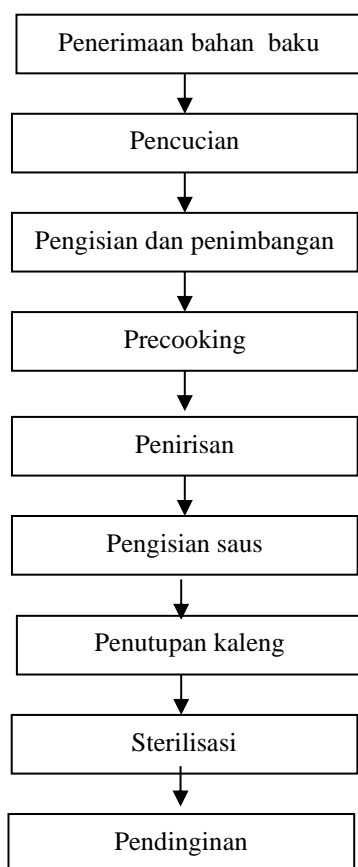 Penerimaan bahan baku
Pencucian
Pengisian dan penimbangan
Precooking
Penirisan
Pengisian saus
Penutupan kaleng
Sterilisasi
Pendinginan